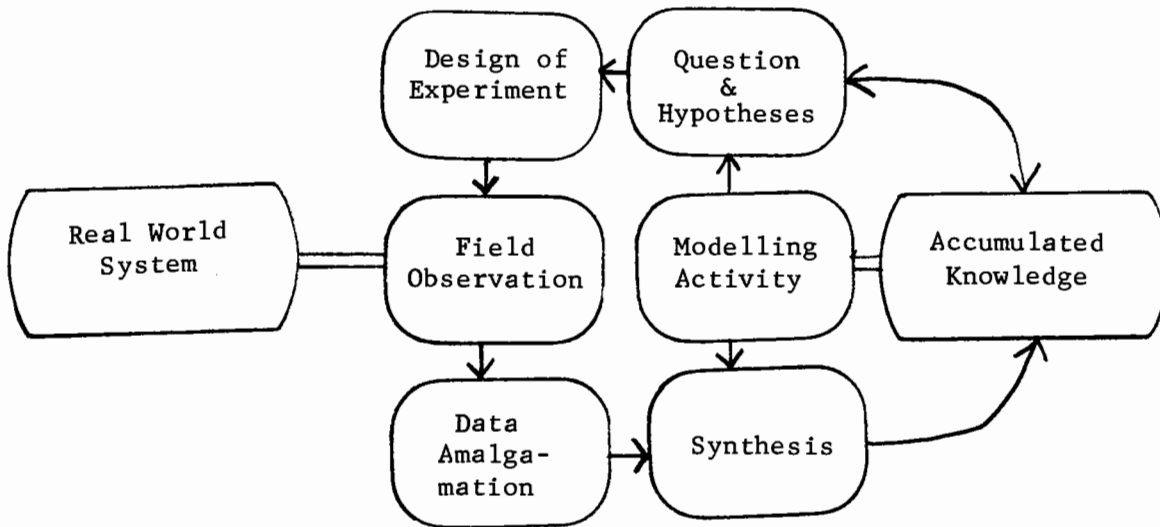 Design of
Experiment
Question
&
Hypotheses
Real World
System
Field
Observation
Modelling
Activity
Accumulated
Knowledge
Data
Amalga-
mation
Synthesis